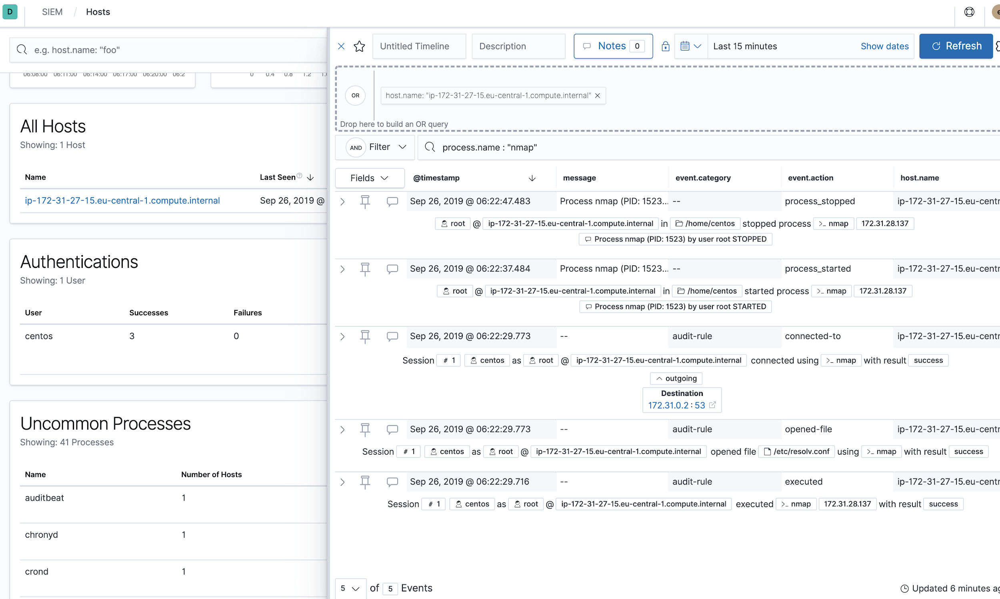 D
SIEM / Hosts
e.g. host.name: "foo"
06:08:00 06:11:00 06:14:00 06:17:00 06:20:00 06:2
0 0.4 0.8 1.2
All Hosts
Showing: 1 Host
Name Last Seen
ip-172-31-27-15.eu-central-1.compute.internal Sep 26, 2019 @
Authentications
Showing: 1 User
User Successes Failures
centos 3 0
Uncommon Processes
Showing: 41 Processes
Name Number of Hosts
auditbeat 1
chronyd 1
crond 1
Untitled Timeline Description Notes 0 Last 15 minutes Show dates Refresh
OR host.name: "ip-172-31-27-15.eu-central-1.compute.internal"
Drop here to build an OR query
AND Filter process.name : "nmap"
Fields @timestamp message event.category event.action host.name
Sep 26, 2019 @ 06:22:47.483 Process nmap (PID: 1523... -- process_stopped ip-172-31-27-15.eu-centr
root @ ip-172-31-27-15.eu-central-1.compute.internal in /home/centos stopped process >_ nmap 172.31.28.137
Process nmap (PID: 1523) by user root STOPPED
Sep 26, 2019 @ 06:22:37.484 Process nmap (PID: 1523... -- process_started ip-172-31-27-15.eu-centr
root @ ip-172-31-27-15.eu-central-1.compute.internal in /home/centos started process >_ nmap 172.31.28.137
Process nmap (PID: 1523) by user root STARTED
Sep 26, 2019 @ 06:22:29.773 -- audit-rule connected-to ip-172-31-27-15.eu-centr
Session # 1 centos as root @ ip-172-31-27-15.eu-central-1.compute.internal connected using >_ nmap with result success
outgoing
Destination
172.31.0.2 : 53
Sep 26, 2019 @ 06:22:29.773 -- audit-rule opened-file ip-172-31-27-15.eu-centr
Session # 1 centos as root @ ip-172-31-27-15.eu-central-1.compute.internal opened file /etc/resolv.conf using >_ nmap with result success
Sep 26, 2019 @ 06:22:29.716 -- audit-rule executed ip-172-31-27-15.eu-centr
Session # 1 centos as root @ ip-172-31-27-15.eu-central-1.compute.internal executed >_ nmap 172.31.28.137 with result success
5 of 5 Events
Updated 6 minutes ag